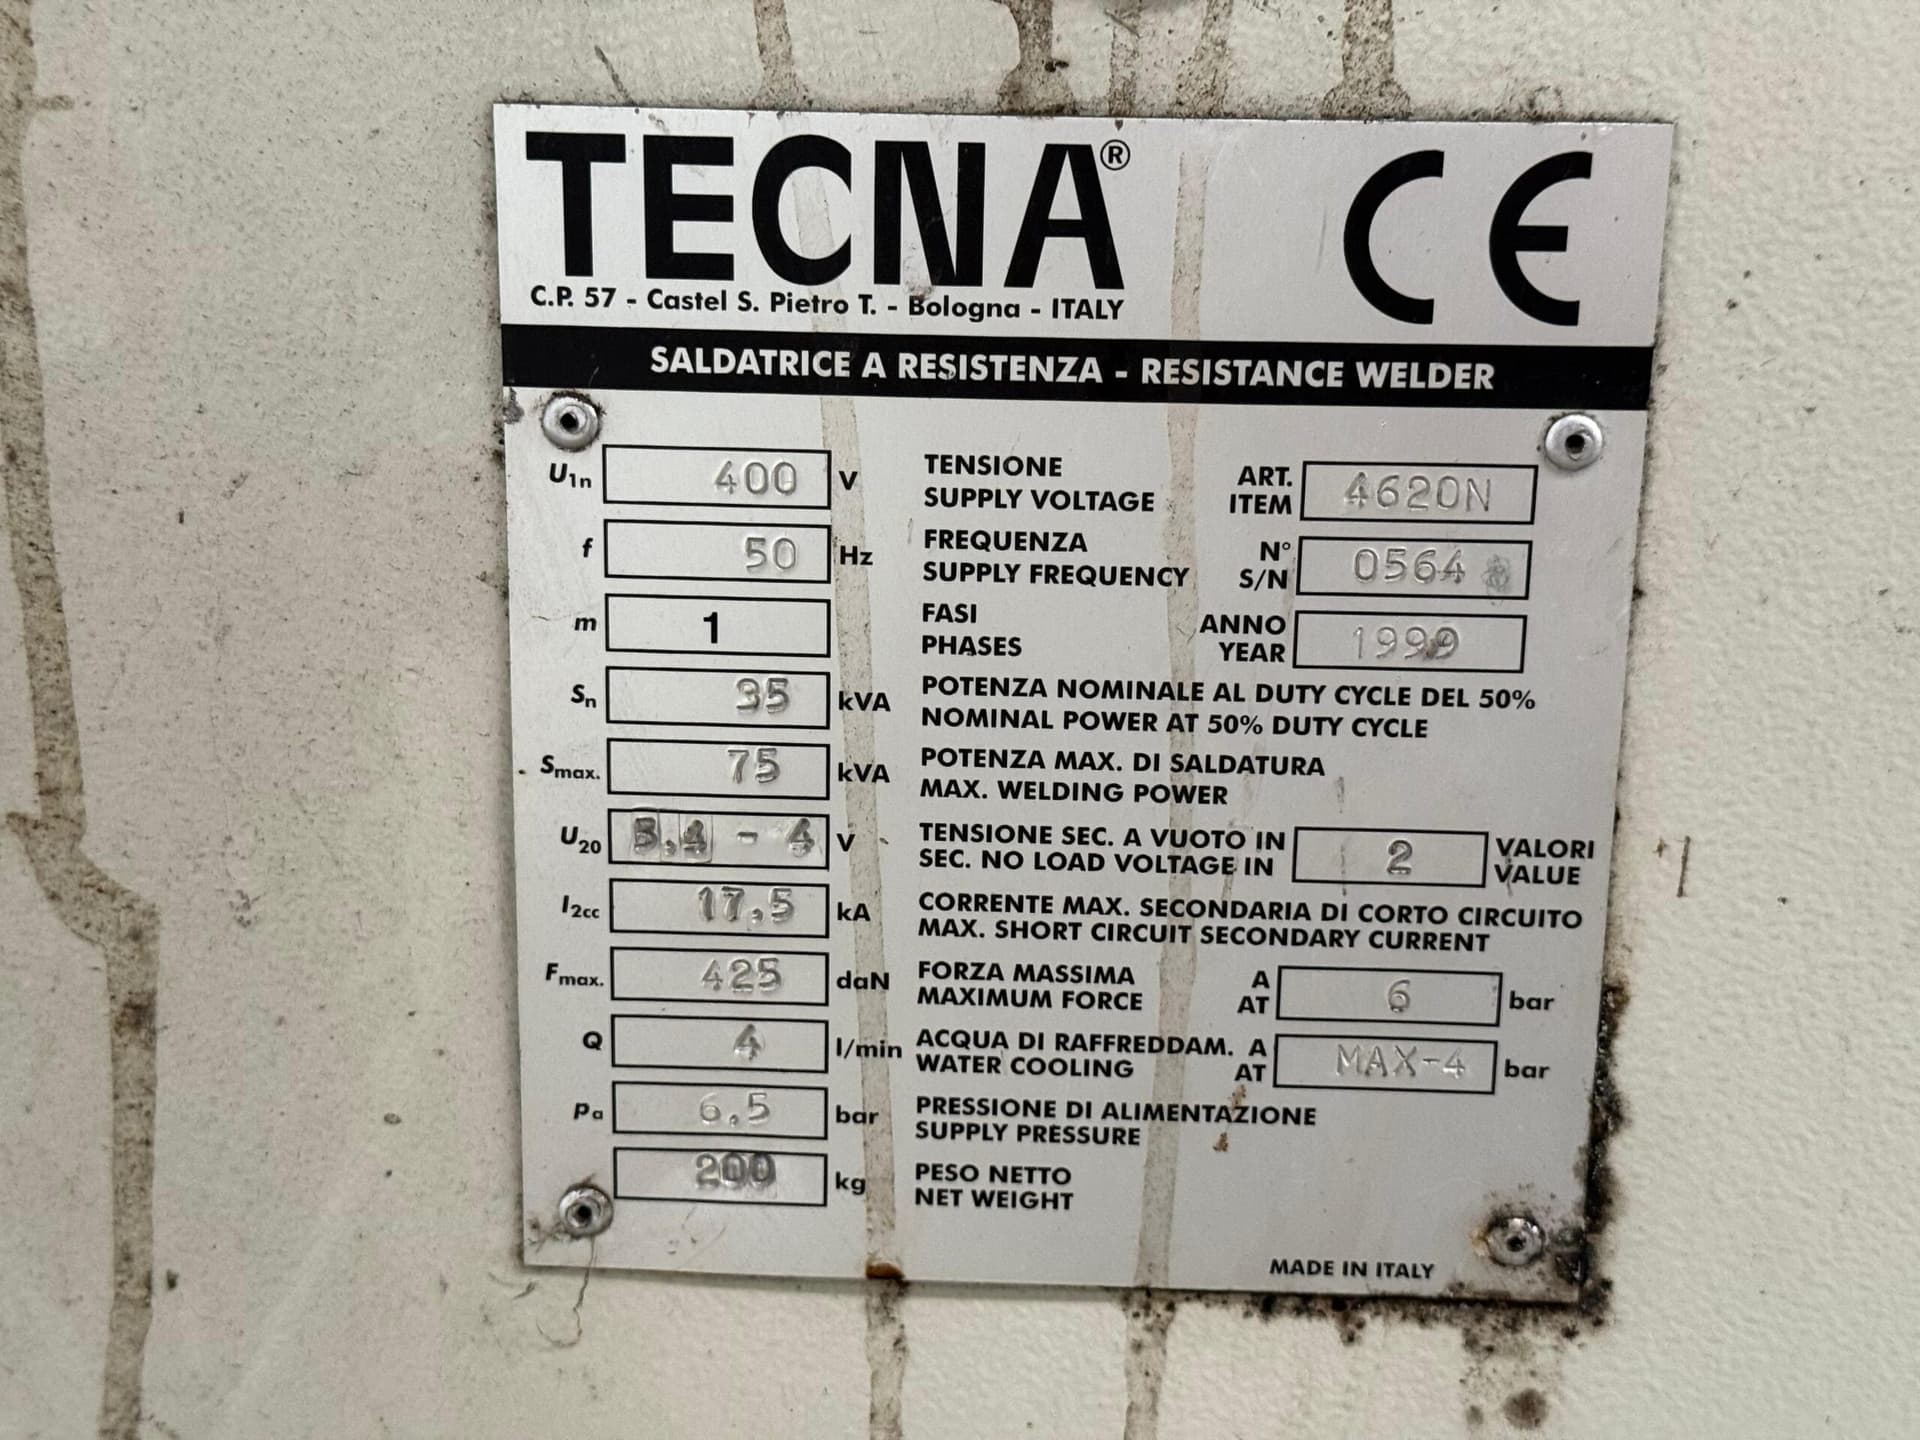 TECNA®
CE
C.P. 57 - Castel S. Pietro T. - Bologna - ITALY
SALDATRICE A RESISTENZA - RESISTANCE WELDER
U1n 400 V TENSIONE SUPPLY VOLTAGE ART. ITEM 4620N
f 50 Hz FREQUENZA SUPPLY FREQUENCY N° S/N 0564
m 1 FASI PHASES ANNO YEAR 1999
Sn 35 kVA POTENZA NOMINALE AL DUTY CYCLE DEL 50%
NOMINAL POWER AT 50% DUTY CYCLE
Smax. 75 kVA POTENZA MAX. DI SALDATURA
MAX. WELDING POWER
U20 - 4 V TENSIONE SEC. A VUOTO IN
SEC. NO LOAD VOLTAGE IN 2 VALORI VALUE
I2cc 17,5 kA CORRENTE MAX. SECONDARIA DI CORTO CIRCUITO
MAX. SHORT CIRCUIT SECONDARY CURRENT
Fmax. 425 daN FORZA MASSIMA MAXIMUM FORCE A AT 6 bar
Q 4 l/min ACQUA DI RAFFREDDAM. WATER COOLING A AT MAX-4 bar
Pa 6,5 bar PRESSIONE DI ALIMENTAZIONE
SUPPLY PRESSURE
200 kg PESO NETTO
NET WEIGHT
MADE IN ITALY